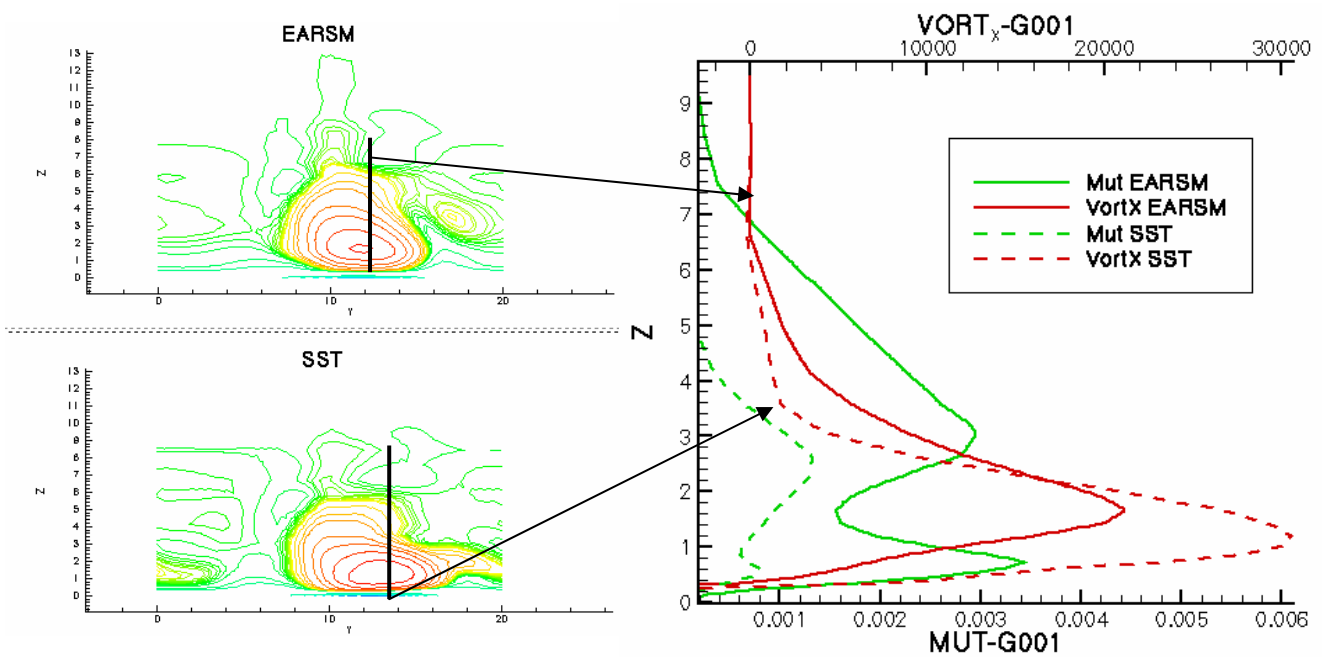 EARSM
13
12
11
10
9
8
7
6
5
4
3
2
1
0
Z
0 10 20
Y
SST
13
12
11
10
9
8
7
6
5
4
3
2
1
0
Z
0 10 20
Y
VORTX-G001
0 10000 20000 30000
9
8
7
6
5
4
3
2
1
0
Z
Mut EARSM
VortX EARSM
Mut SST
VortX SST
0.001 0.002 0.003 0.004 0.005 0.006
MUT-G001